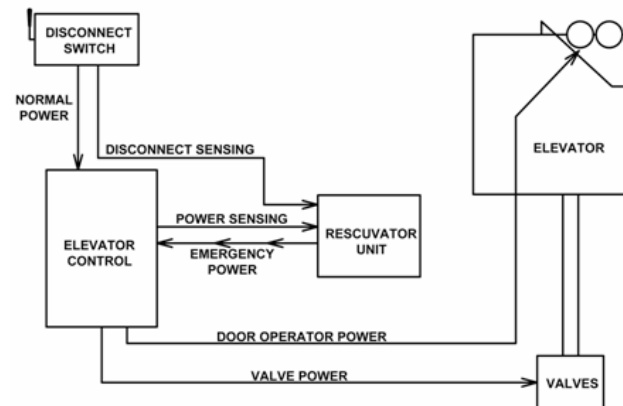 DISCONNECT
SWITCH
NORMAL
POWER
DISCONNECT SENSING
ELEVATOR
POWER SENSING
RESCUVATOR
UNIT
ELEVATOR
CONTROL
EMERGENCY
POWER
DOOR OPERATOR POWER
VALVE POWER
VALVES